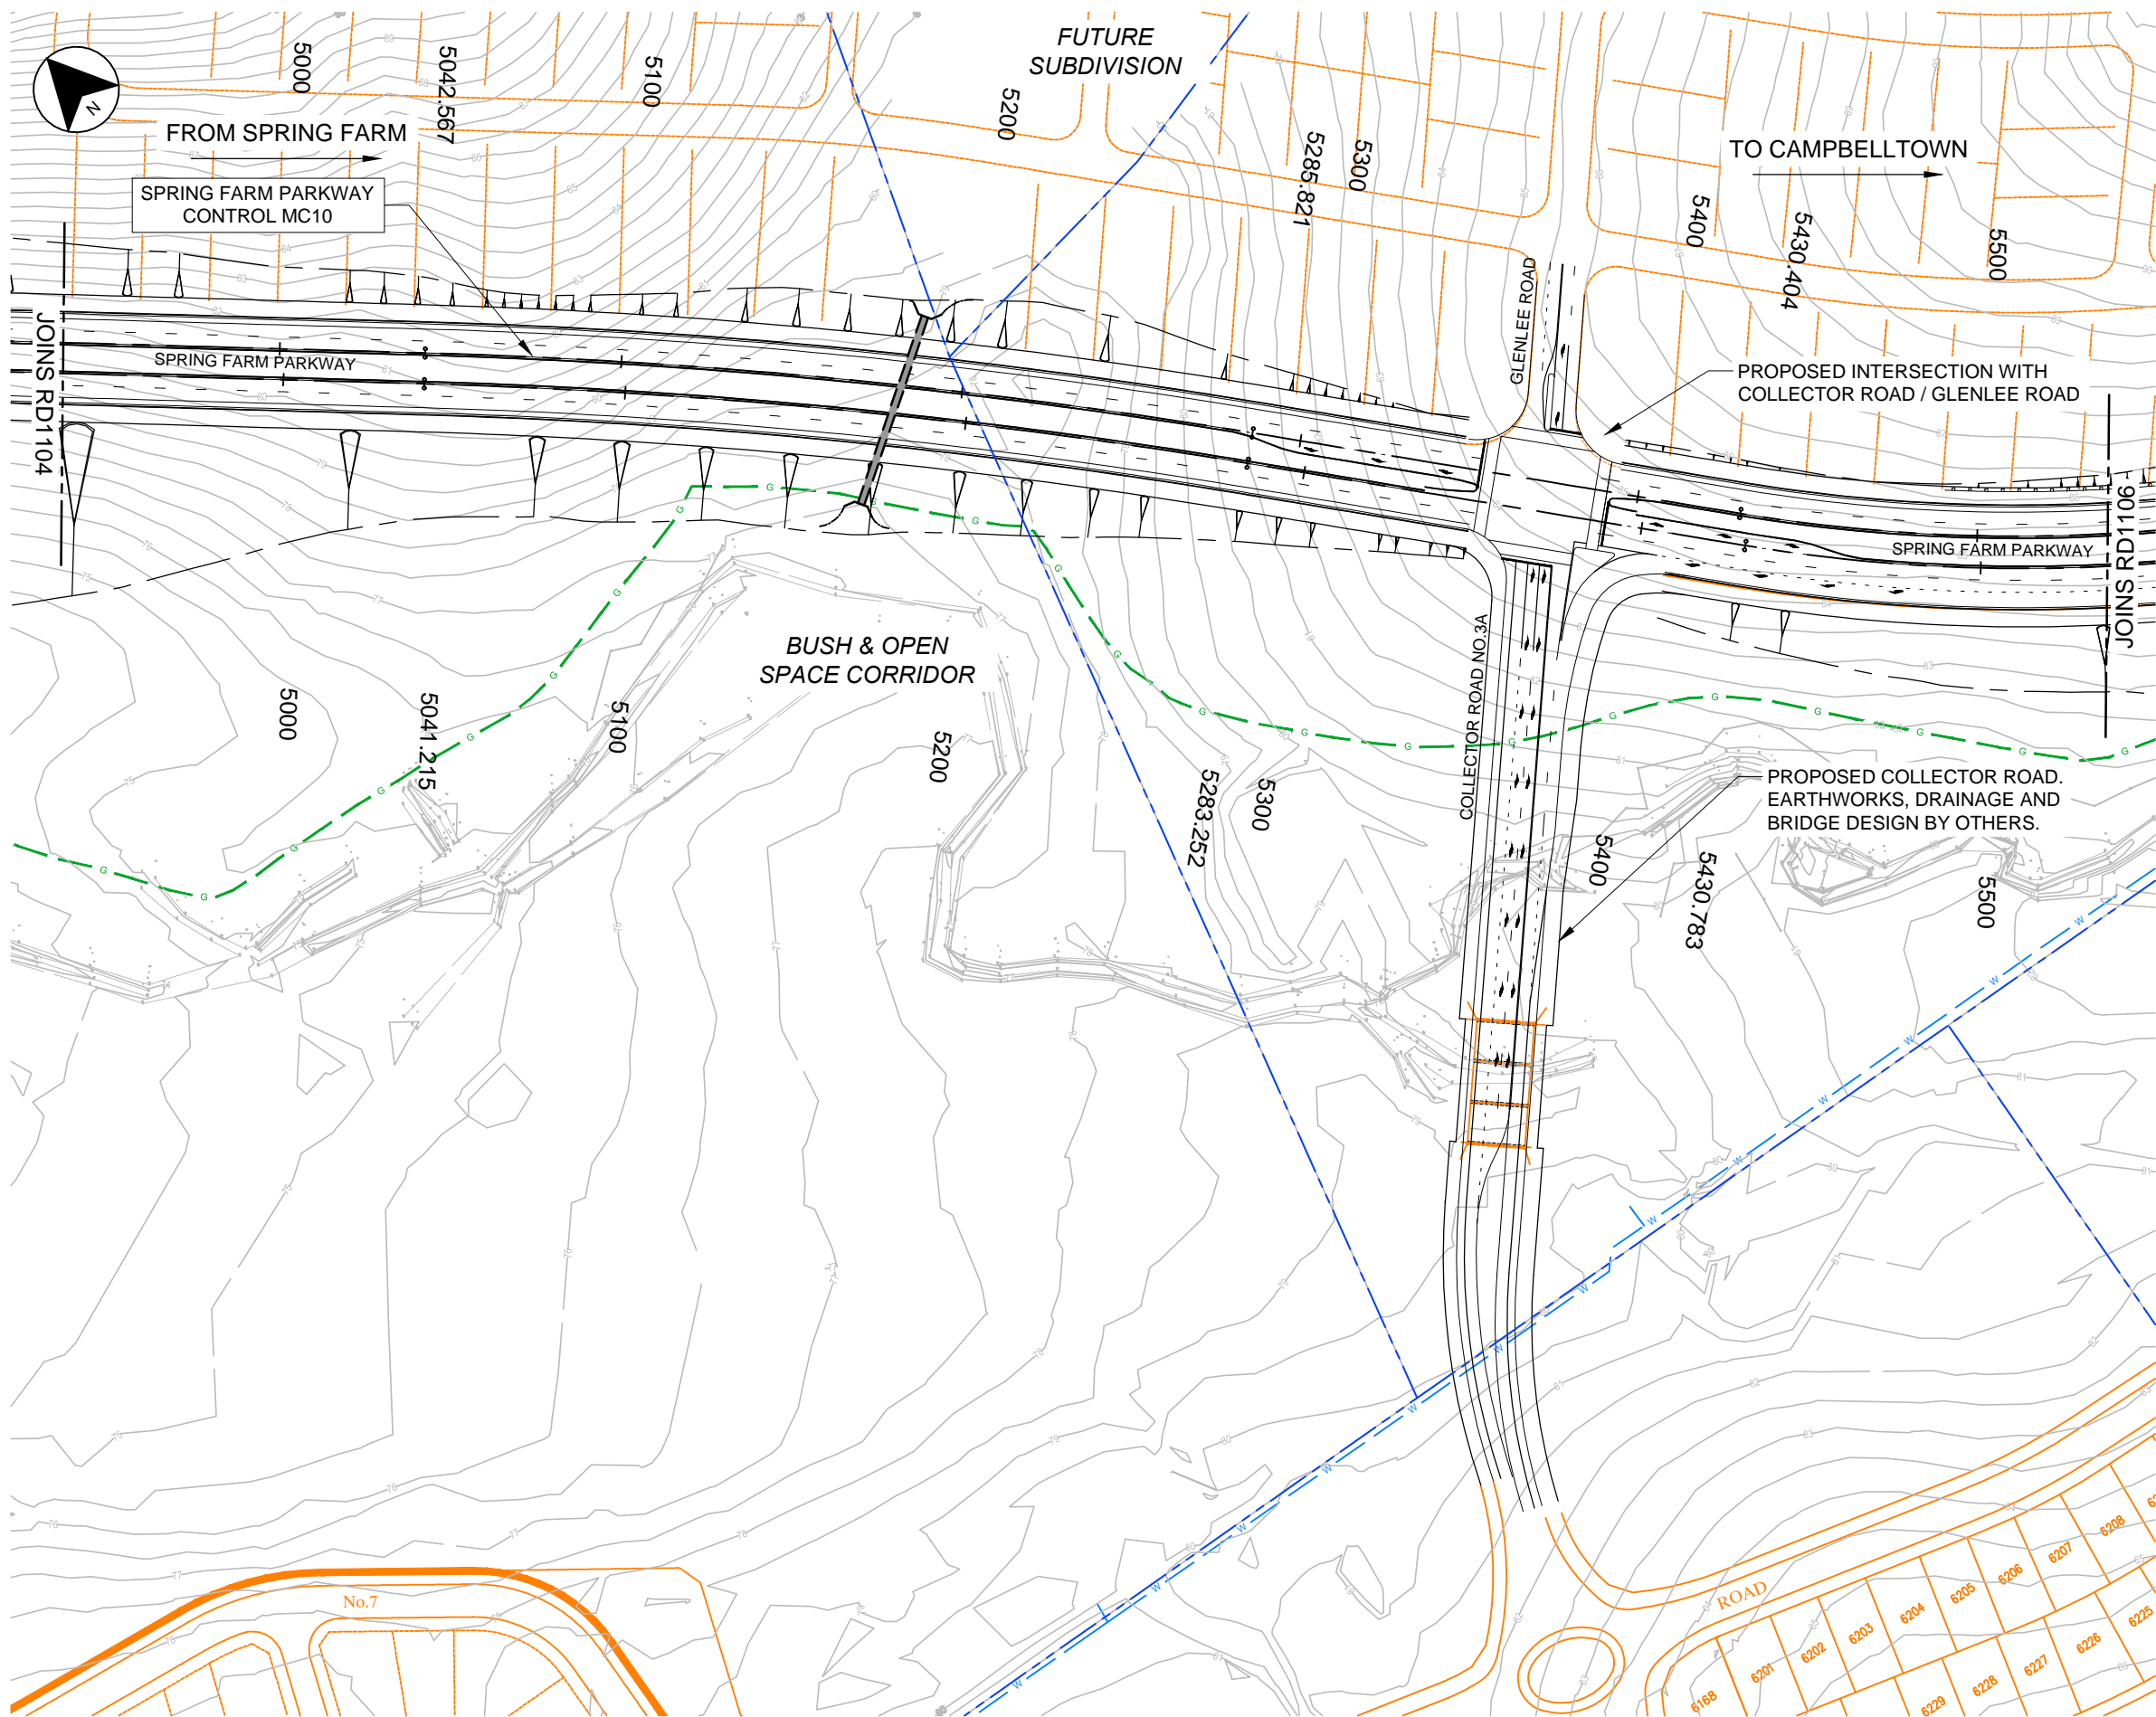 FUTURE
SUBDIVISION
5000
5042.567
5100
5200
5285.821
5300
5400
5430.404
5500
N
FROM SPRING FARM
TO CAMPBELLTOWN
SPRING FARM PARKWAY
CONTROL MC10
JOINS RD1104
SPRING FARM PARKWAY
GLENLEE ROAD
PROPOSED INTERSECTION WITH
COLLECTOR ROAD / GLENLEE ROAD
SPRING FARM PARKWAY
JOINS RD1106
BUSH & OPEN
SPACE CORRIDOR
COLLECTOR ROAD NO.3A
5000
5041.215
5100
5200
5283.252
5300
5400
5430.783
5500
PROPOSED COLLECTOR ROAD.
EARTHWORKS, DRAINAGE AND
BRIDGE DESIGN BY OTHERS.
No.7
ROAD
6168
6201
6202
6203
6204
6205
6206
6207
6208
6229
6228
6227
6226
6225